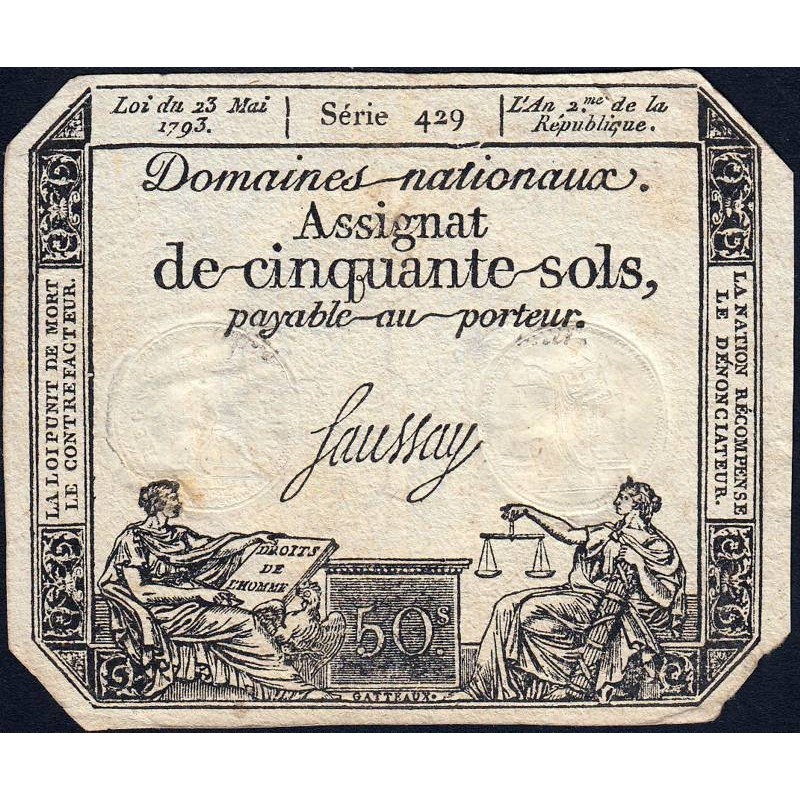 Loi du 23 Mai
1793.
Série 429
L'An 2.me de la
République.
Domaines nationaux.
Assignat
de cinquante sols,
payable au porteur.
LA LOI PUNIT DE MORT
LE CONTREFACTEUR.
LA NATION RÉCOMPENSE
LE DÉNONCIATEUR.
Saussay
DROITS
DE
L'HOMME
50.s
GATTEAUX.